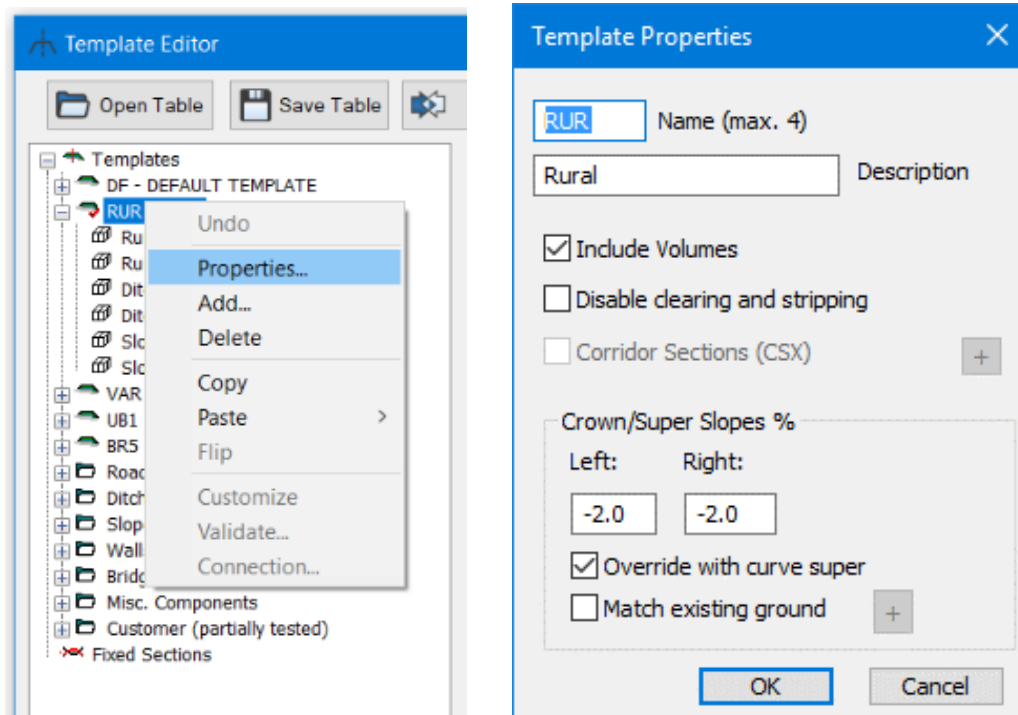 Template Editor
Open Table
Save Table
Templates
DF - DEFAULT TEMPLATE
RUR
Undo
Properties...
Add...
Delete
Copy
Paste >
Flip
Customize
Validate...
Connection...
VAR
UB1
BR5
Misc. Components
Customer (partially tested)
Fixed Sections
Template Properties
RUR Name (max. 4)
Rural Description
Include Volumes
Disable clearing and stripping
Corridor Sections (CSX) +
Crown/Super Slopes %
Left: Right:
-2.0 -2.0
Override with curve super
Match existing ground +
OK Cancel